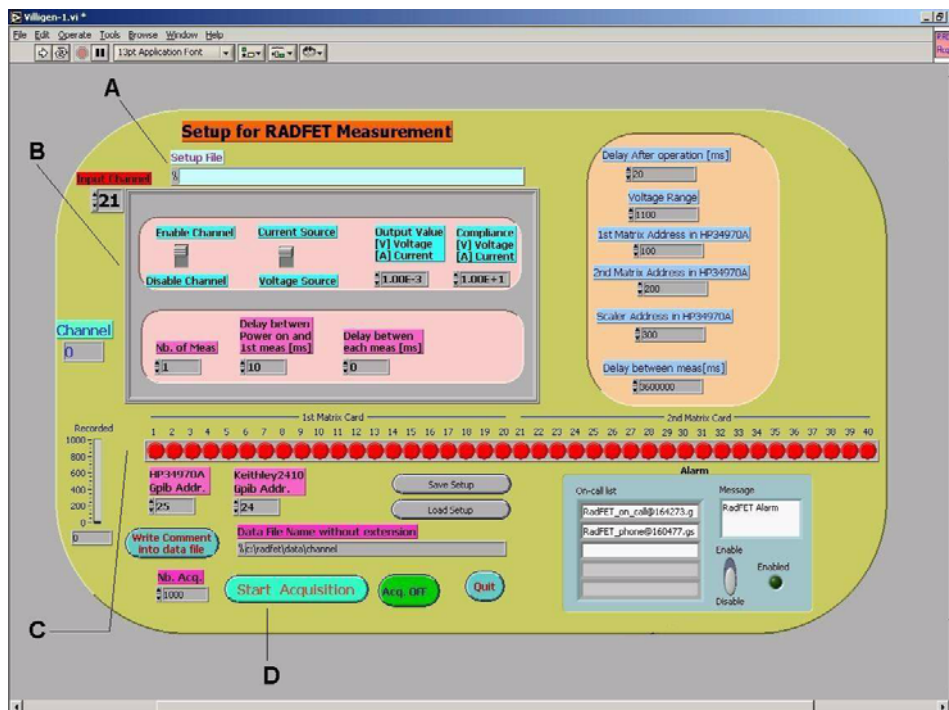 Villigen-1.vi *
File Edit Operate Tools Browse Window Help
13pt Application Font
A
Setup for RADFET Measurement
B
Setup File
Input Channel
%
21
Enable Channel
Current Source
Output Value
[V] Voltage
[A] Current
Compliance
[V] Voltage
[A] Current
Disable Channel
Voltage Source
1.00E-3
1.00E+1
Channel
0
Nb. of Meas
Delay betwen
Power on and
1st meas [ms]
Delay betwen
each meas [ms]
1
10
0
Delay After operation [ms]
20
Voltage Range
1100
1st Matrix Address in HP34970A
100
2nd Matrix Address in HP34970A
200
Scaler Address in HP34970A
300
Delay between meas[ms]
3600000
1st Matrix Card
2nd Matrix Card
1 2 3 4 5 6 7 8 9 10 11 12 13 14 15 16 17 18 19 20 21 22 23 24 25 26 27 28 29 30 31 32 33 34 35 36 37 38 39 40
Recorded
1000
800
600
400
200
0
0
HP34970A
Gpib Addr.
25
Keithley2410
Gpib Addr.
24
Save Setup
Load Setup
Write Comment
into data file
Data File Name without extension
%c:\radfet\data\channel
Nb. Acq.
1000
Start Acquisition
Acq. OFF
Quit
Alarm
On-call list
RadFET_on_call@164273.g
RadFET_phone@160477.gs
Message
RadFET Alarm
Enable
Disable
Enabled
C
D